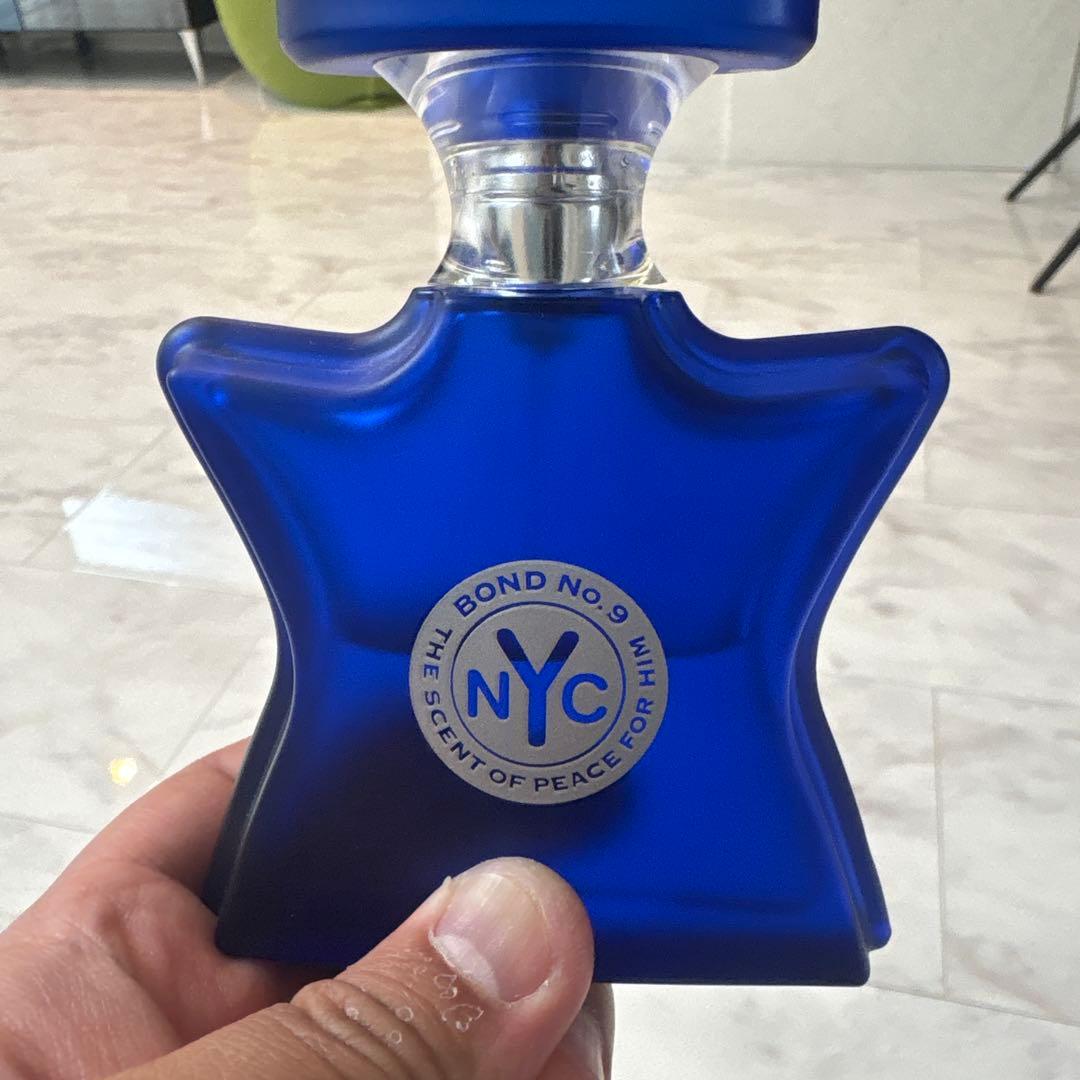 BOND No.9
THE SCENT OF PEACE FOR HIM
NYC